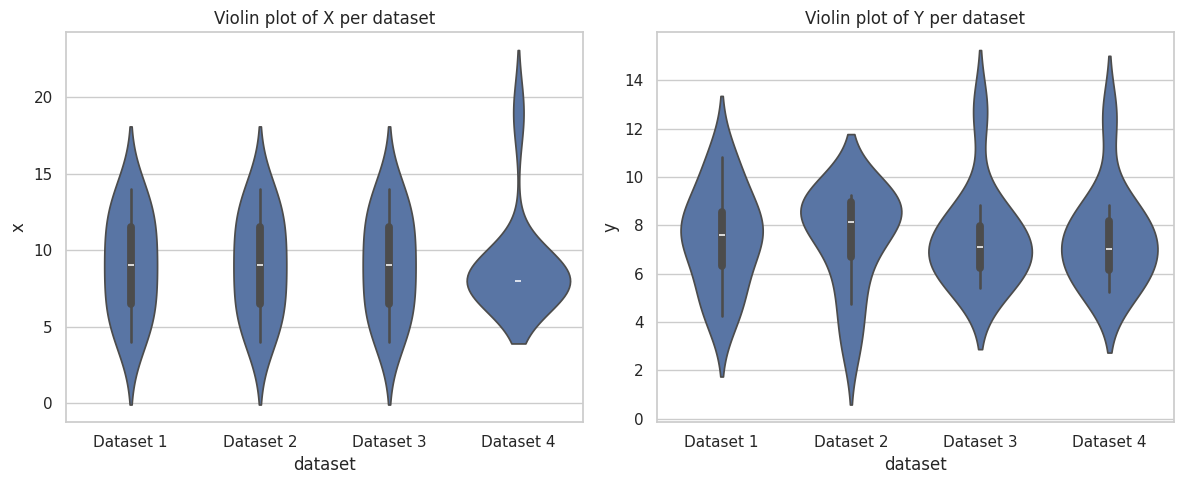 Violin plot of X per dataset
20
15
10
5
0
x
Dataset 1
Dataset 2
Dataset 3
Dataset 4
dataset
Violin plot of Y per dataset
14
12
10
8
6
4
2
0
y
Dataset 1
Dataset 2
Dataset 3
Dataset 4
dataset